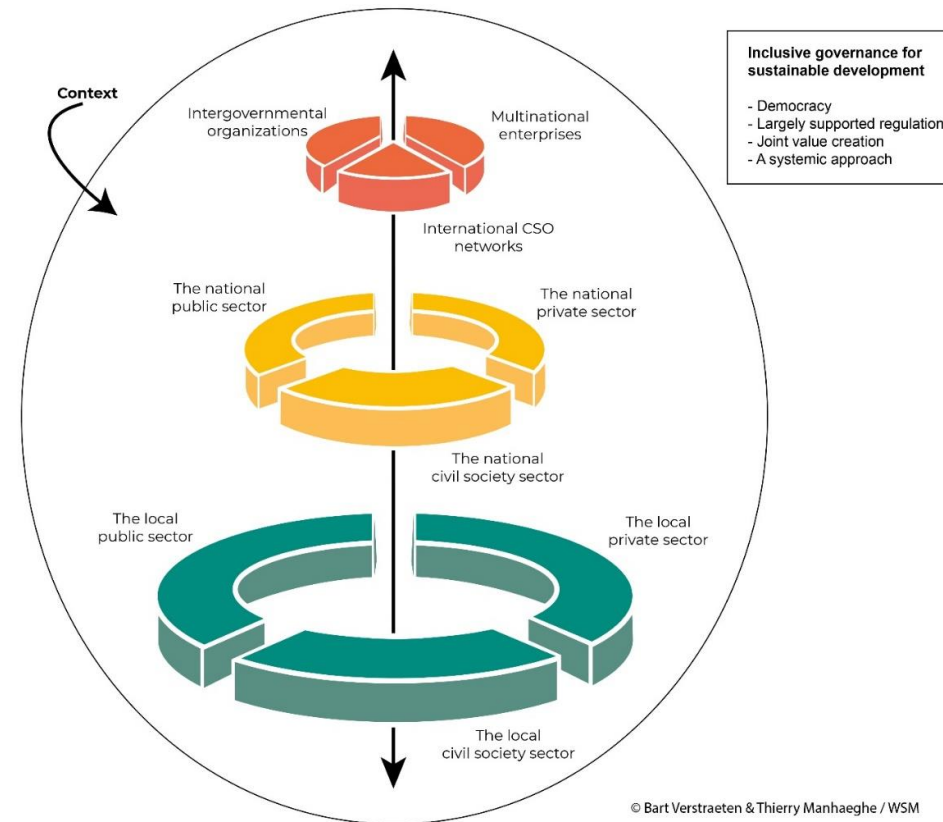 Context
Intergovernmental
organizations
Multinational
enterprises
International CSO
networks
The national
public sector
The national
private sector
The national
civil society sector
The local
public sector
The local
private sector
The local
civil society sector
Inclusive governance for
sustainable development
- Democracy
- Largely supported regulation
- Joint value creation
- A systemic approach
© Bart Verstraeten & Thierry Manhaeghe / WSM